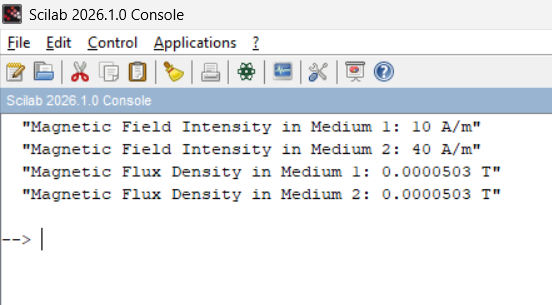 Scilab 2026.1.0 Console
File Edit Control Applications ?
Scilab 2026.1.0 Console
"Magnetic Field Intensity in Medium 1: 10 A/m"
"Magnetic Field Intensity in Medium 2: 40 A/m"
"Magnetic Flux Density in Medium 1: 0.0000503 T"
"Magnetic Flux Density in Medium 2: 0.0000503 T"
-->